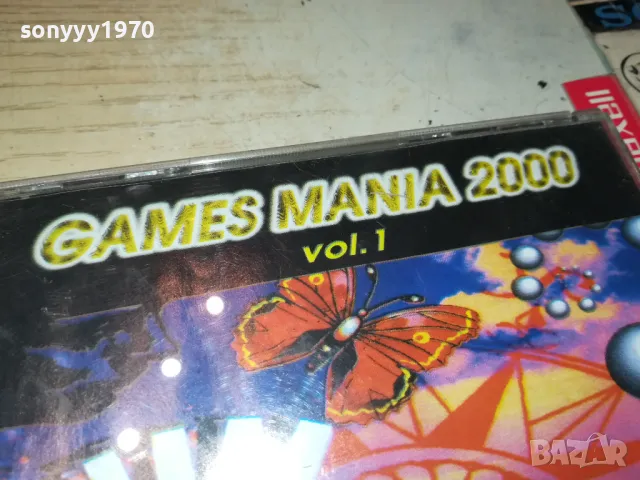 sonyyy1970
GAMES MANIA 2000
vol.1
BAZAR